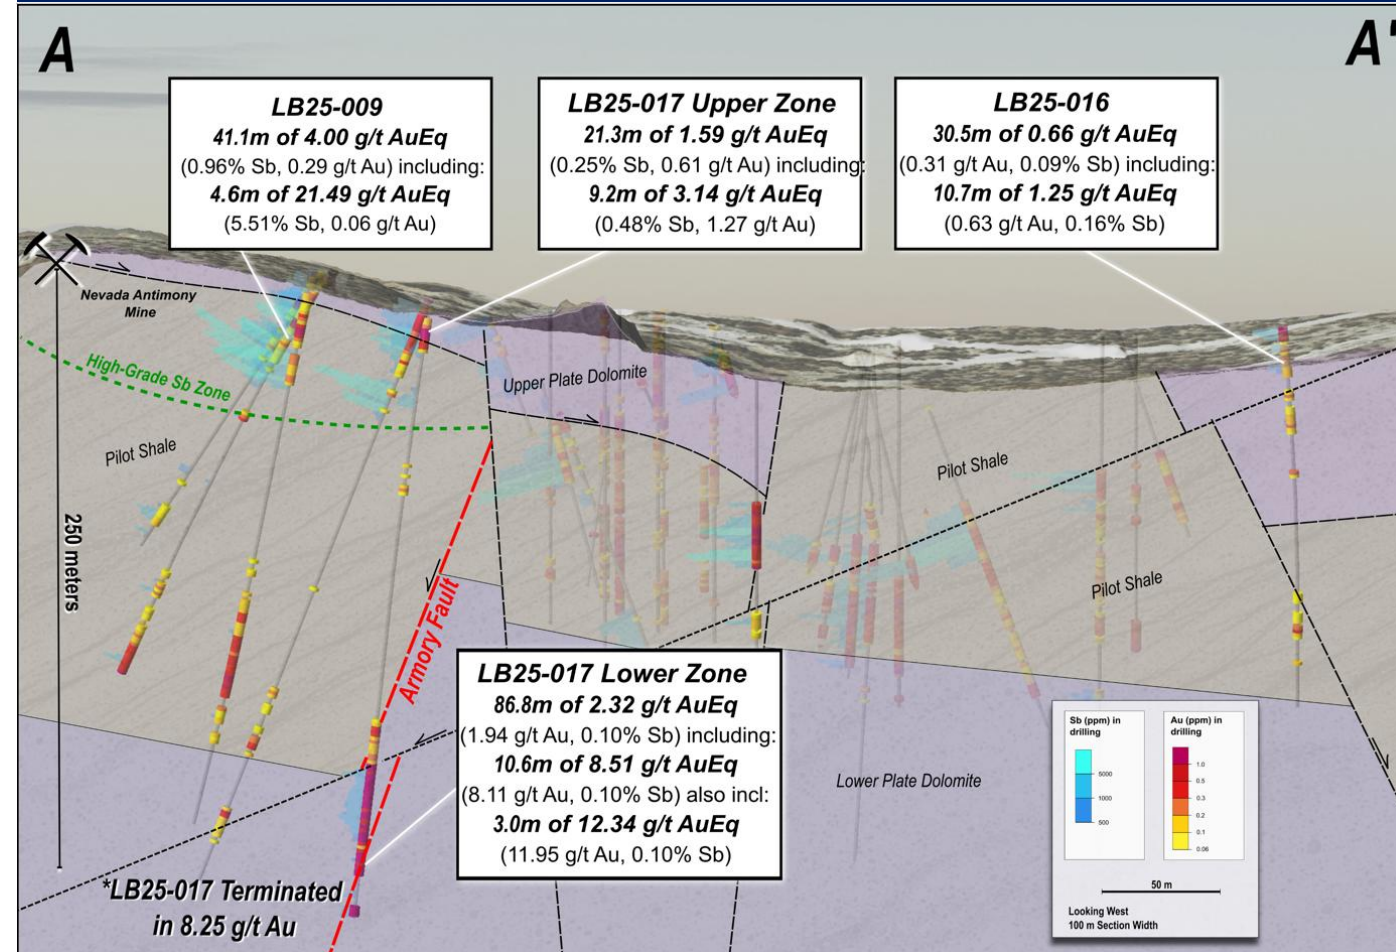 A
A'
LB25-009
41.1m of 4.00 g/t AuEq
(0.96% Sb, 0.29 g/t Au) including:
4.6m of 21.49 g/t AuEq
(5.51% Sb, 0.06 g/t Au)
LB25-017 Upper Zone
21.3m of 1.59 g/t AuEq
(0.25% Sb, 0.61 g/t Au) including:
9.2m of 3.14 g/t AuEq
(0.48% Sb, 1.27 g/t Au)
LB25-016
30.5m of 0.66 g/t AuEq
(0.31 g/t Au, 0.09% Sb) including:
10.7m of 1.25 g/t AuEq
(0.63 g/t Au, 0.16% Sb)
Nevada Antimony
Mine
High-Grade Sb Zone
Pilot Shale
250 meters
Upper Plate Dolomite
Pilot Shale
Pilot Shale
Armory Fault
LB25-017 Lower Zone
86.8m of 2.32 g/t AuEq
(1.94 g/t Au, 0.10% Sb) including:
10.6m of 8.51 g/t AuEq
(8.11 g/t Au, 0.10% Sb) also incl:
3.0m of 12.34 g/t AuEq
(11.95 g/t Au, 0.10% Sb)
Lower Plate Dolomite
*LB25-017 Terminated
in 8.25 g/t Au
Sb (ppm) in
drilling
5000
1000
500
Au (ppm) in
drilling
1.0
0.5
0.3
0.2
0.1
0.06
50 m
Looking West
100 m Section Width